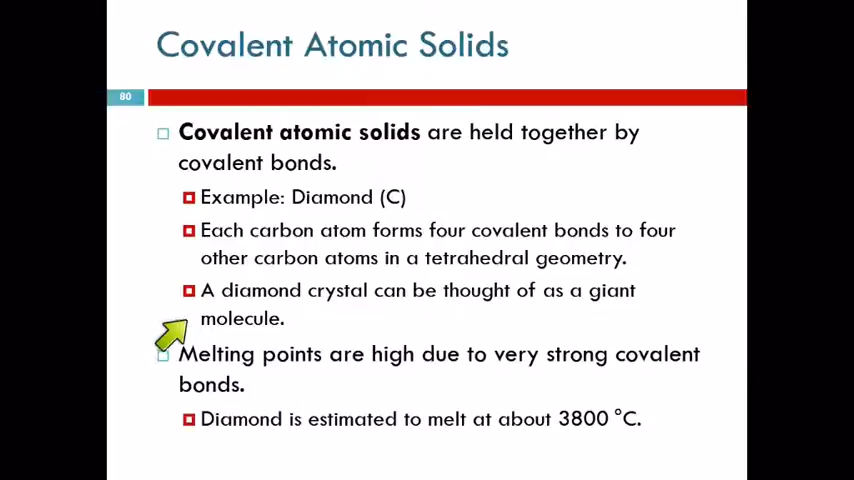 Covalent Atomic Solids
80
Covalent atomic solids are held together by
covalent bonds.
Example: Diamond (C)
Each carbon atom forms four covalent bonds to four
other carbon atoms in a tetrahedral geometry.
A diamond crystal can be thought of as a giant
molecule.
Melting points are high due to very strong covalent
bonds.
Diamond is estimated to melt at about 3800 °C.